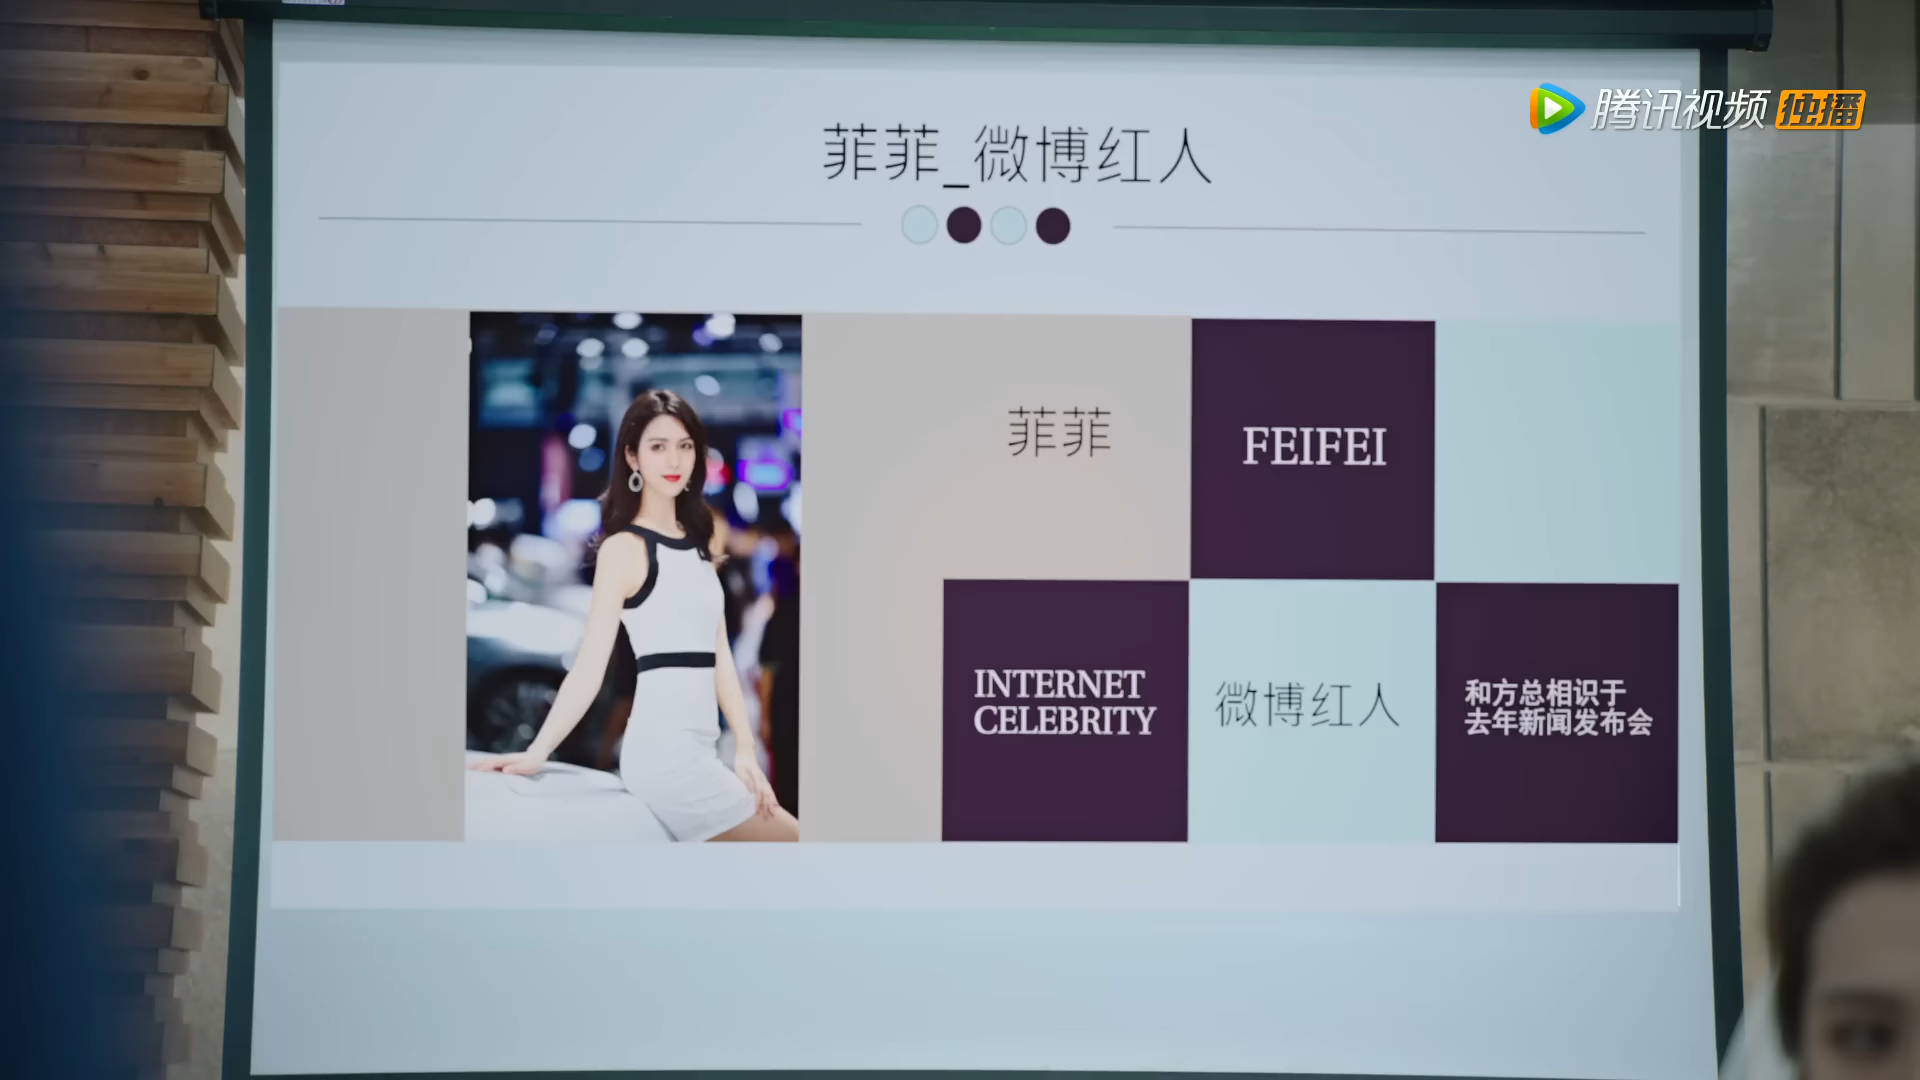 腾讯视频 独播
菲菲_微博红人
菲菲
FEIFEI
INTERNET
CELEBRITY
微博红人
和方总相识于
去年新闻发布会